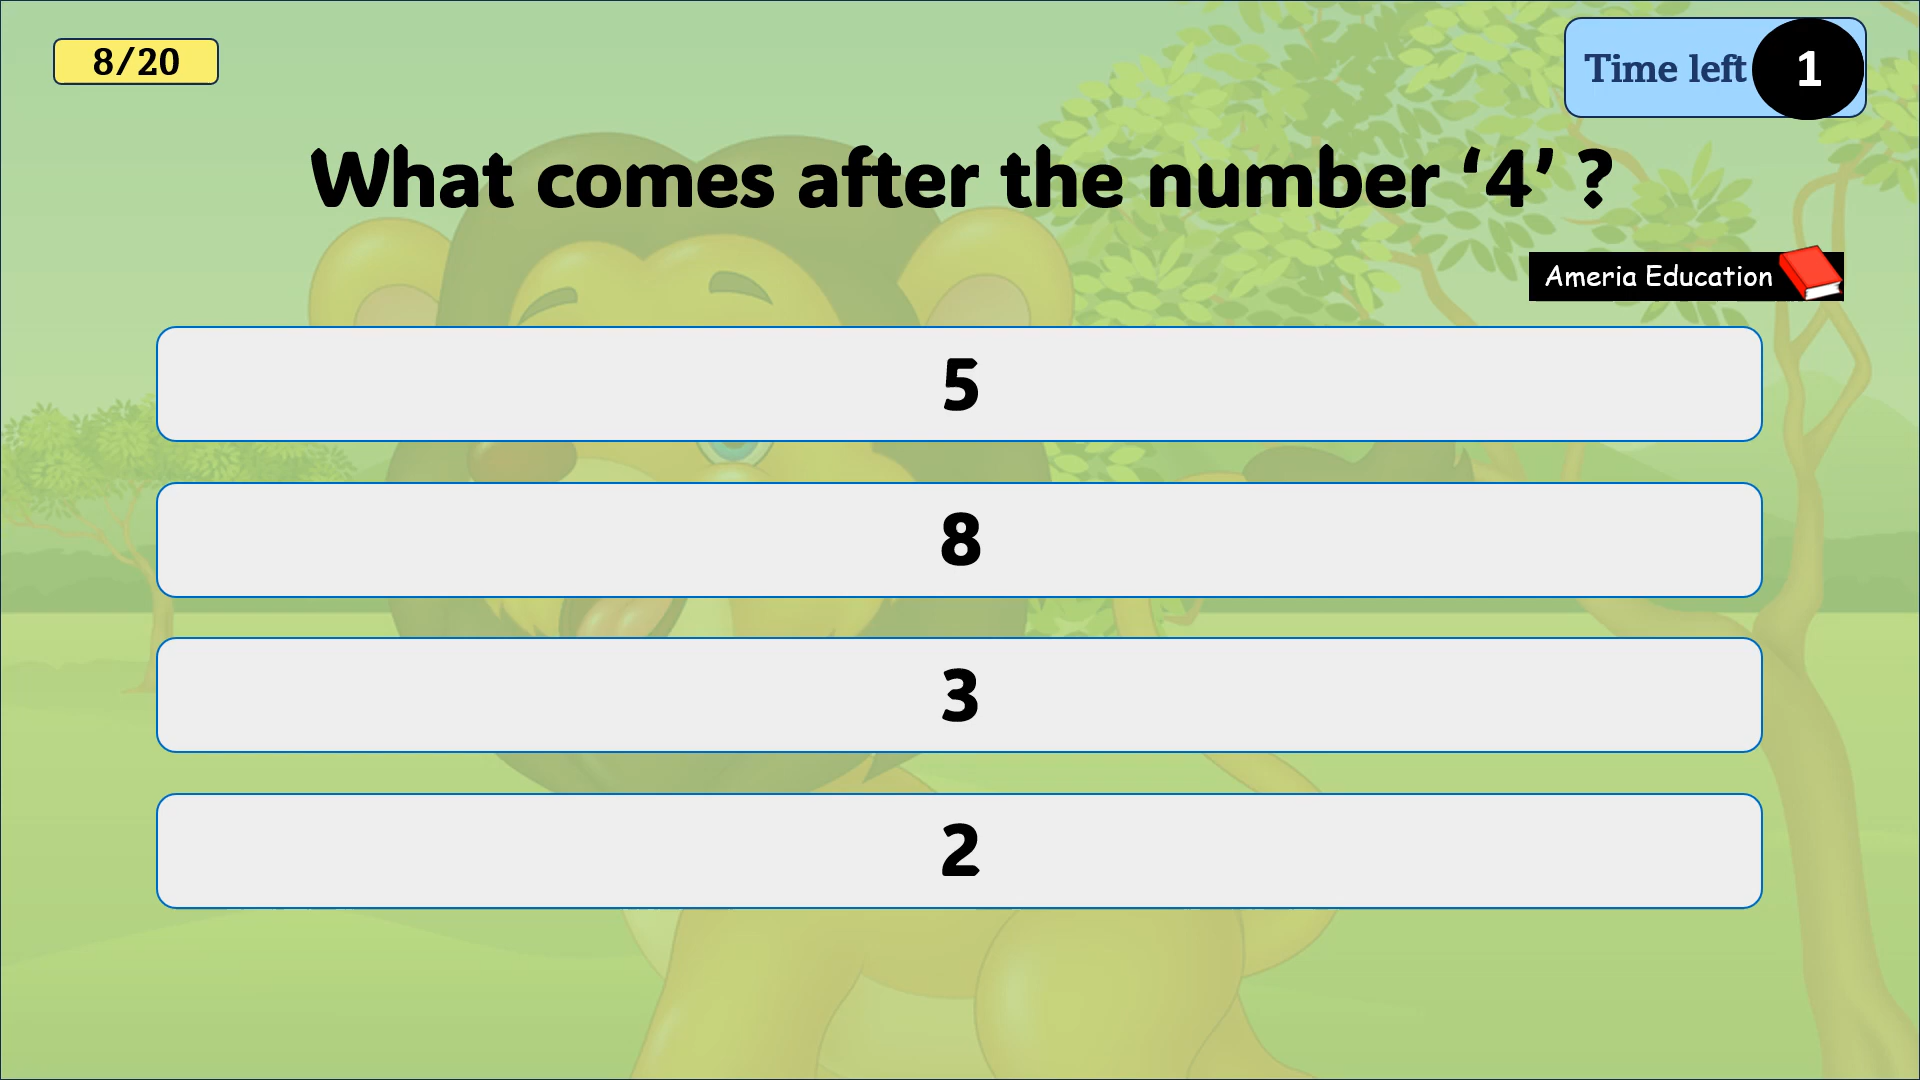 8/20
Time left 1
What comes after the number ‘4’ ?
Ameria Education
5
8
3
2